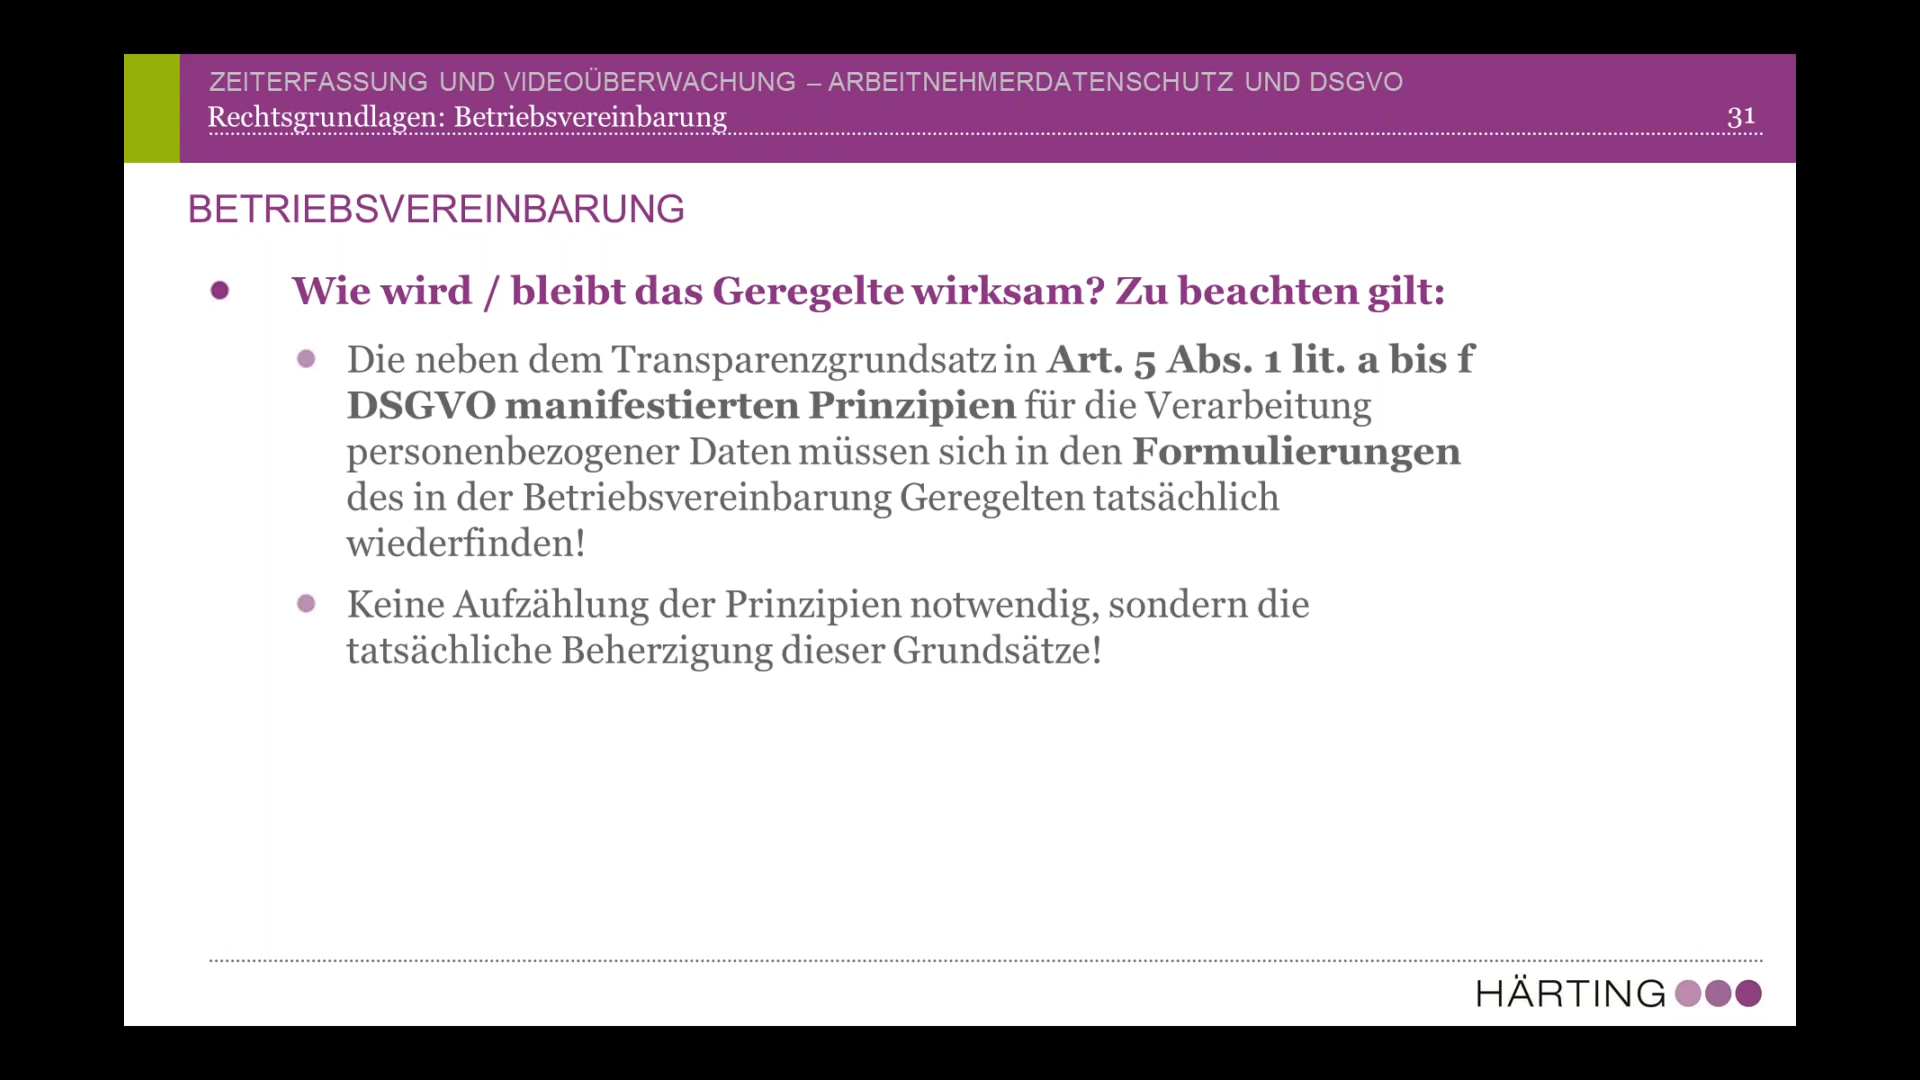 ZEITERFASSUNG UND VIDEOÜBERWACHUNG – ARBEITNEHMERDATENSCHUTZ UND DSGVO
Rechtsgrundlagen: Betriebsvereinbarung 31
BETRIEBSVEREINBARUNG
• Wie wird / bleibt das Geregelte wirksam? Zu beachten gilt:
• Die neben dem Transparenzgrundsatz in Art. 5 Abs. 1 lit. a bis f
DSGVO manifestierten Prinzipien für die Verarbeitung
personenbezogener Daten müssen sich in den Formulierungen
des in der Betriebsvereinbarung Geregelten tatsächlich
wiederfinden!
• Keine Aufzählung der Prinzipien notwendig, sondern die
tatsächliche Beherzigung dieser Grundsätze!
HÄRTING